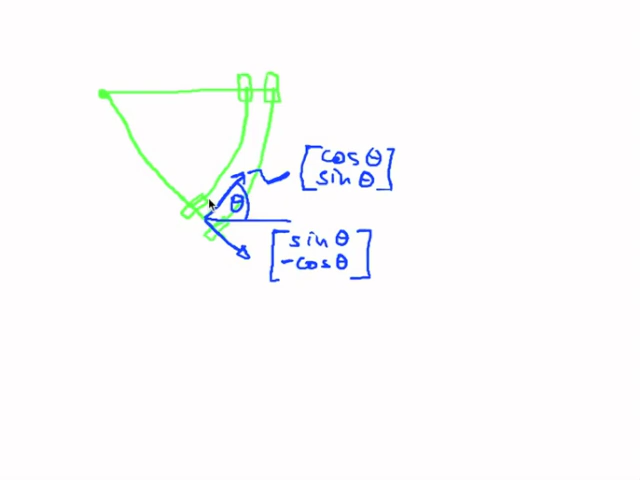 [cos θ
sin θ]
θ
[sin θ
-cos θ]